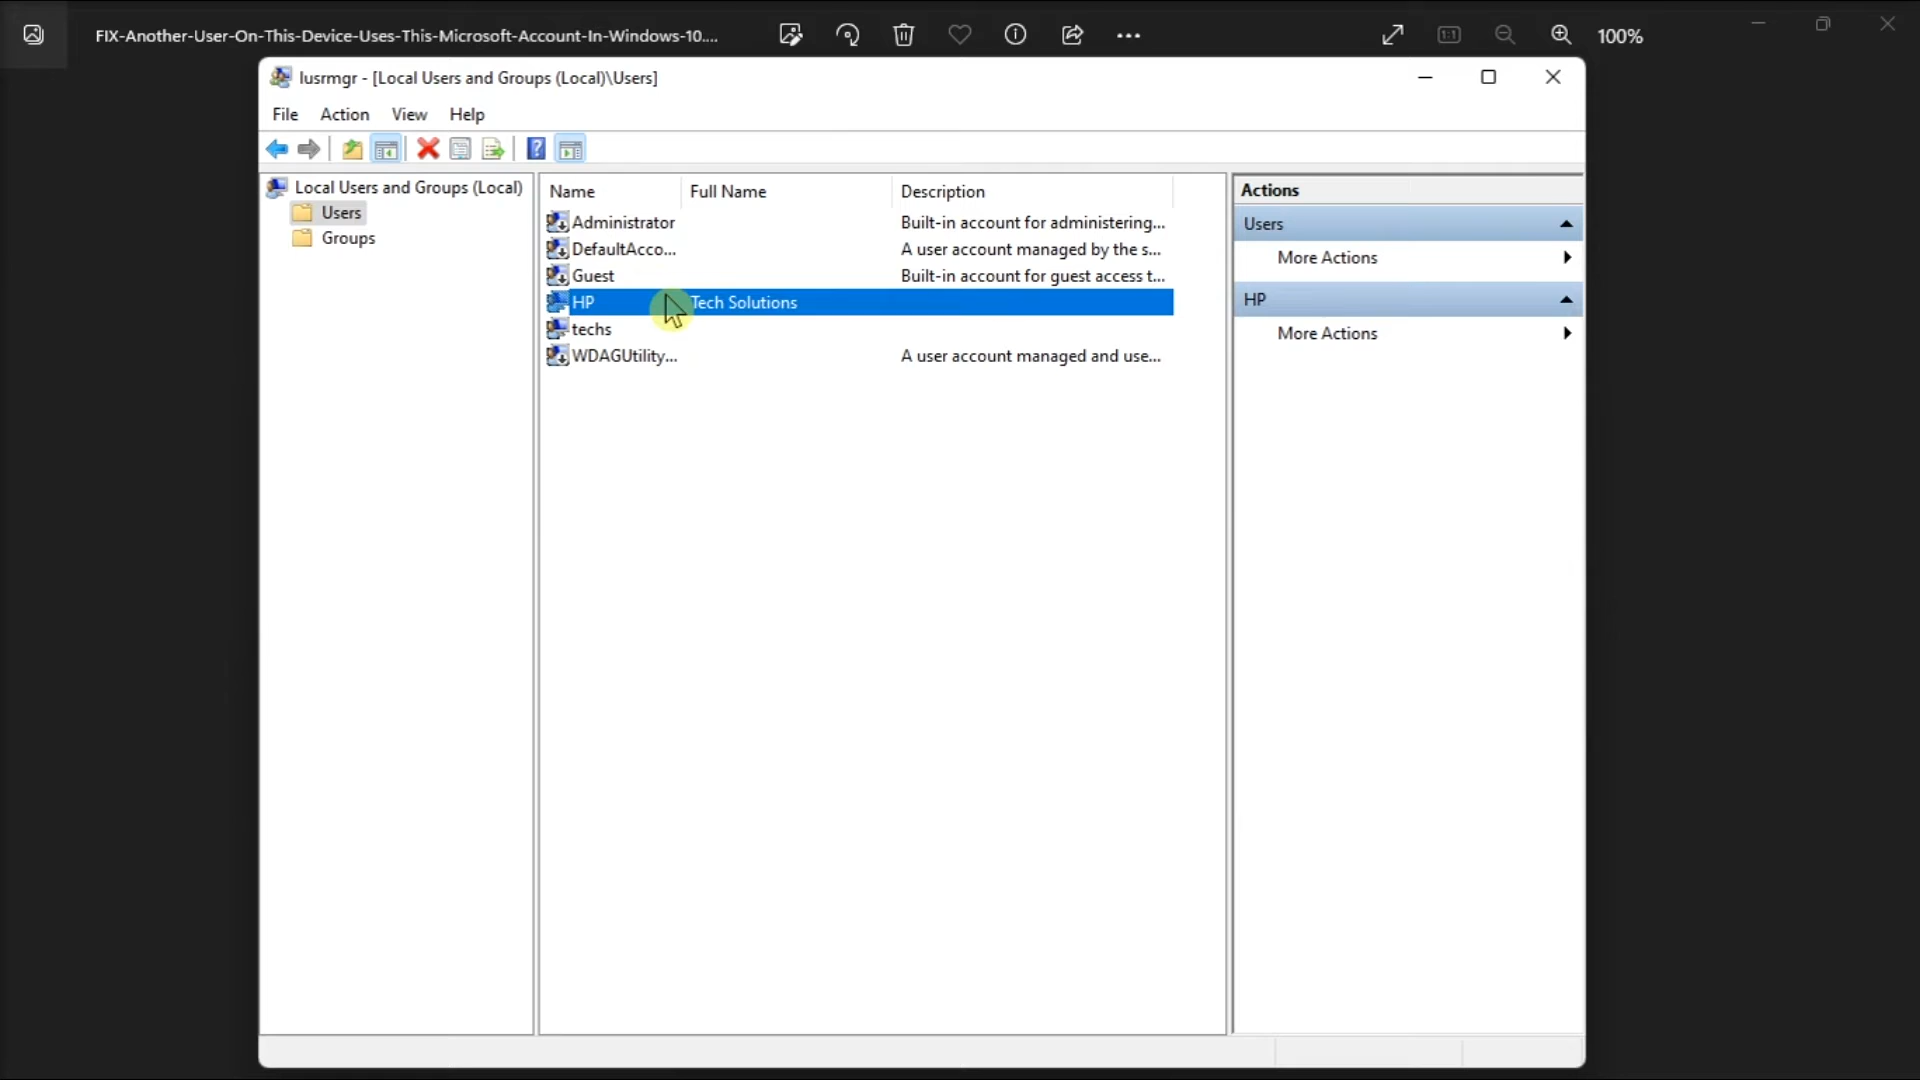 FIX-Another-User-On-This-Device-Uses-This-Microsoft-Account-In-Windows-10....
100%
lusrmgr - [Local Users and Groups (Local)\Users]
File Action View Help
Local Users and Groups (Local)
Users
Groups
Name Full Name Description
Administrator Built-in account for administering...
DefaultAcco... A user account managed by the s...
Guest Built-in account for guest access t...
HP Tech Solutions
techs
WDAGUtility... A user account managed and use...
Actions
Users
More Actions
HP
More Actions